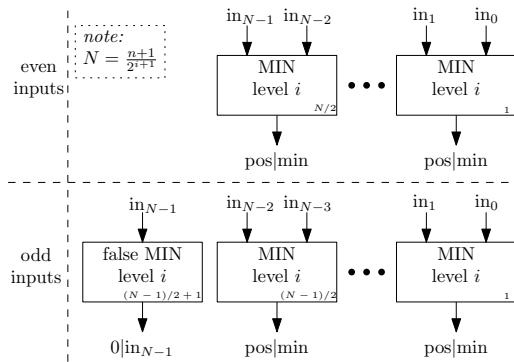 in_{N−1} in_{N−2} in_1 in_0
note:
N = \frac{n+1}{2^{i+1}}
even
inputs
MIN MIN
level i level i
N/2 1
pos|min pos|min
in_{N−1} in_{N−2} in_{N−3} in_1 in_0
odd
inputs
false MIN MIN MIN
level i level i level i
(N − 1)/2 + 1 (N − 1)/2 1
0|in_{N−1} pos|min pos|min